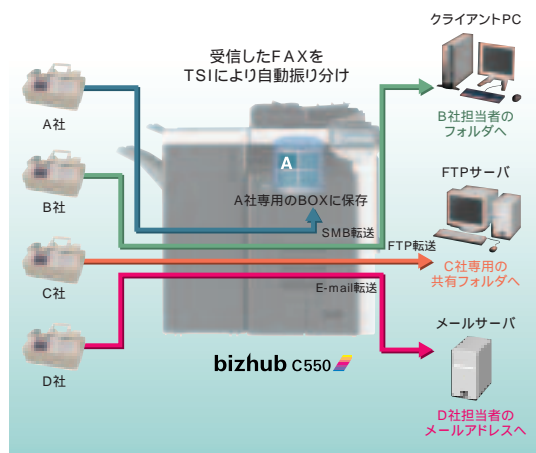 クライアントPC
受信したFAXを
TSIにより自動振り分け
A社
B社担当者の
フォルダへ
A
FTPサーバ
B社
A社専用のBOXに保存
SMB転送
FTP転送
C社
C社専用の
共有フォルダへ
E-mail転送
メールサーバ
D社
bizhub C550
D社担当者の
メールアドレスへ